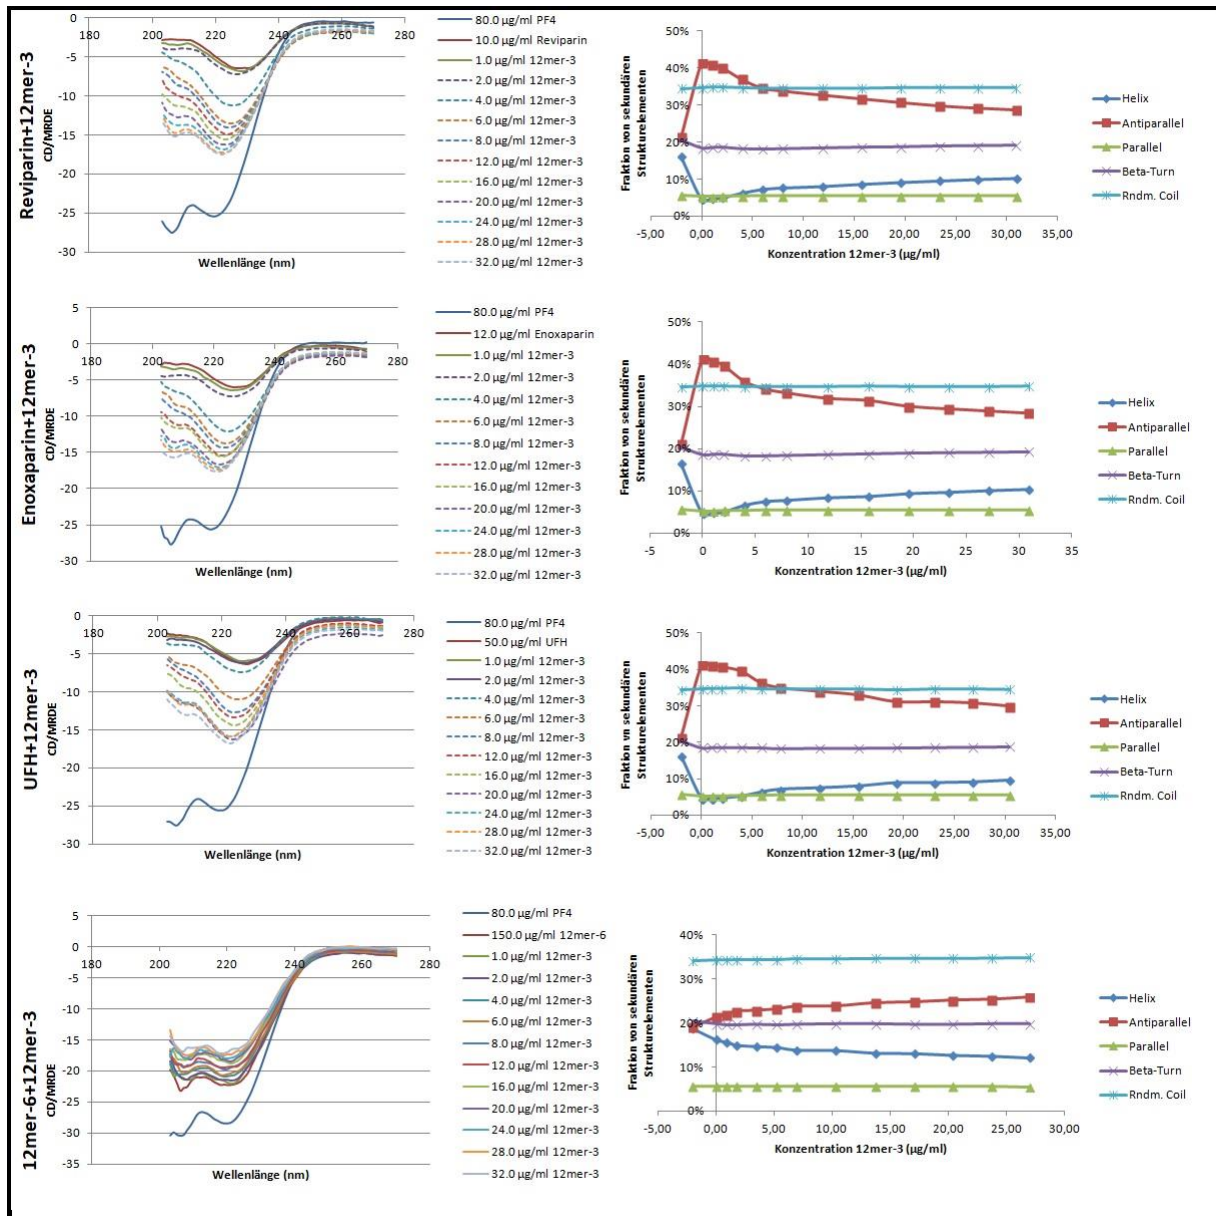 Reviparin+12mer-3
5
0
-5
-10
-15
-20
-25
-30
180 200 220 240 260 280
CD/MRDE
Wellenlänge (nm)
80.0 µg/ml PF4
10.0 µg/ml Reviparin
1.0 µg/ml 12mer-3
2.0 µg/ml 12mer-3
4.0 µg/ml 12mer-3
6.0 µg/ml 12mer-3
8.0 µg/ml 12mer-3
12.0 µg/ml 12mer-3
16.0 µg/ml 12mer-3
20.0 µg/ml 12mer-3
24.0 µg/ml 12mer-3
28.0 µg/ml 12mer-3
32.0 µg/ml 12mer-3
Fraktion von sekundären
Strukturelementen
50%
40%
30%
20%
10%
0%
-5,00 0,00 5,00 10,00 15,00 20,00 25,00 30,00 35,00
Konzentration 12mer-3 (µg/ml)
Helix
Antiparallel
Parallel
Beta-Turn
Rndm. Coil
Enoxaparin+12mer-3
5
0
-5
-10
-15
-20
-25
-30
180 200 220 240 260 280
CD/MRDE
Wellenlänge (nm)
80.0 µg/ml PF4
12.0 µg/ml Enoxaparin
1.0 µg/ml 12mer-3
2.0 µg/ml 12mer-3
4.0 µg/ml 12mer-3
6.0 µg/ml 12mer-3
8.0 µg/ml 12mer-3
12.0 µg/ml 12mer-3
16.0 µg/ml 12mer-3
20.0 µg/ml 12mer-3
24.0 µg/ml 12mer-3
28.0 µg/ml 12mer-3
32.0 µg/ml 12mer-3
Fraktion von sekundären
Strukturelementen
50%
40%
30%
20%
10%
0%
-5 0 5 10 15 20 25 30 35
Konzentration 12mer-3 (µg/ml)
Helix
Antiparallel
Parallel
Beta-Turn
Rndm. Coil
UFH+12mer-3
0
-5
-10
-15
-20
-25
-30
180 200 220 240 260 280
CD/MRDE
Wellenlänge (nm)
80.0 µg/ml PF4
50.0 µg/ml UFH
1.0 µg/ml 12mer-3
2.0 µg/ml 12mer-3
4.0 µg/ml 12mer-3
6.0 µg/ml 12mer-3
8.0 µg/ml 12mer-3
12.0 µg/ml 12mer-3
16.0 µg/ml 12mer-3
20.0 µg/ml 12mer-3
24.0 µg/ml 12mer-3
28.0 µg/ml 12mer-3
32.0 µg/ml 12mer-3
Fraktion vn sekundären
Strukturelementen
50%
40%
30%
20%
10%
0%
-5,00 0,00 5,00 10,00 15,00 20,00 25,00 30,00 35,00
Konzentration 12mer-3 (µg/ml)
Helix
Antiparallel
Parallel
Beta-Turn
Rndm. Coil
12mer-6+12mer-3
5
0
-5
-10
-15
-20
-25
-30
-35
180 200 220 240 260 280
CD/MRDE
Wellenlänge (nm)
80.0 µg/ml PF4
150.0 µg/ml 12mer-6
1.0 µg/ml 12mer-3
2.0 µg/ml 12mer-3
4.0 µg/ml 12mer-3
6.0 µg/ml 12mer-3
8.0 µg/ml 12mer-3
12.0 µg/ml 12mer-3
16.0 µg/ml 12mer-3
20.0 µg/ml 12mer-3
24.0 µg/ml 12mer-3
28.0 µg/ml 12mer-3
32.0 µg/ml 12mer-3
Fraktion von sekundären
Strukturelementen
40%
30%
20%
10%
0%
-5,00 0,00 5,00 10,00 15,00 20,00 25,00 30,00
Konzentration 12mer-3 (µg/ml)
Helix
Antiparallel
Parallel
Beta-Turn
Rndm. Coil